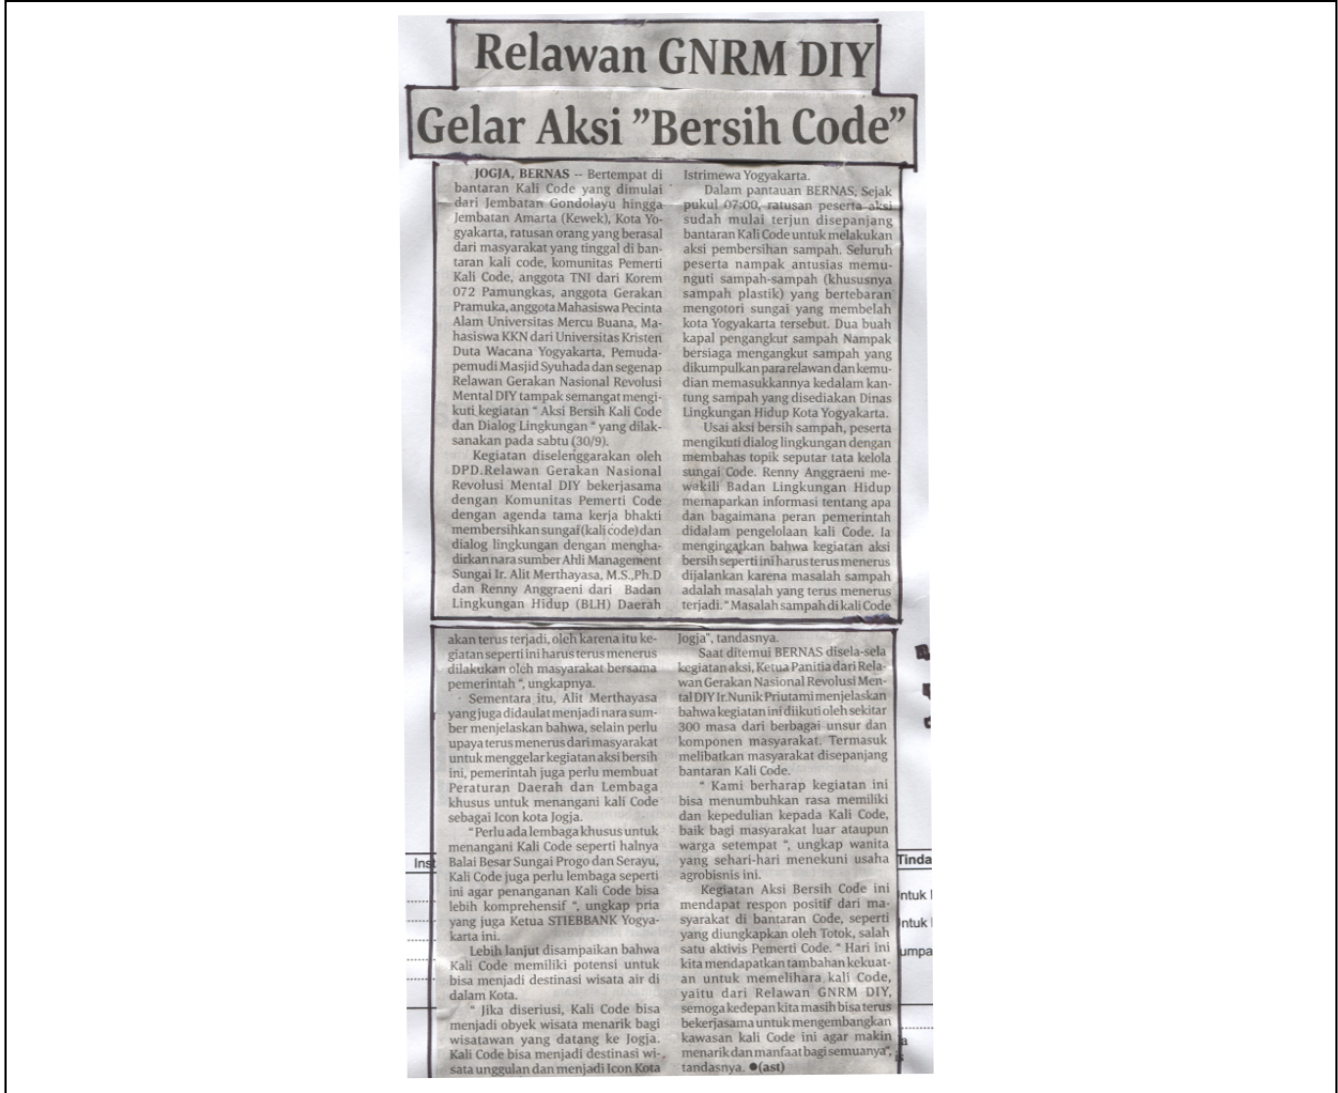 Relawan GNRM DIY
Gelar Aksi "Bersih Code"
JOGJA, BERNAS -- Bertempat di
bantaran Kali Code yang dimulai
dari Jembatan Gondolayu hingga
Jembatan Amarta (Kewek), Kota Yo-
gyakarta, ratusan orang yang berasal
dari masyarakat yang tinggal di ban-
taran kali code, komunitas Pemerti
Kali Code, anggota TNI dari Korem
072 Pamungkas, anggota Gerakan
Pramuka, anggota Mahasiswa Pecinta
Alam Universitas Mercu Buana, Ma-
hasiswa KKN dari Universitas Kristen
Duta Wacana Yogyakarta, Pemuda-
pemudi Masjid Syuhada dan segenap
Relawan Gerakan Nasional Revolusi
Mental DIY tampak semangat mengi-
kuti kegiatan " Aksi Bersih Kali Code
dan Dialog Lingkungan " yang dilak-
sanakan pada sabtu (30/9).
Kegiatan diselenggarakan oleh
DPD.Relawan Gerakan Nasional
Revolusi Mental DIY bekerjasama
dengan Komunitas Pemerti Code
dengan agenda tama kerja bhakti
membersihkan sungai (kali code) dan
dialog lingkungan dengan mengha-
dirkan nara sumber Ahli Management
Sungai Ir. Alit Merthayasa, M.S.,Ph.D
dan Renny Anggraeni dari Badan
Lingkungan Hidup (BLH) Daerah
Istrimewa Yogyakarta.
Dalam pantauan BERNAS, Sejak
pukul 07:00, ratusan peserta aksi
sudah mulai terjun disepanjang
bantaran Kali Code untuk melakukan
aksi pembersihan sampah. Seluruh
peserta nampak antusias memu-
nguti sampah-sampah (khususnya
sampah plastik) yang bertebaran
mengotori sungai yang membelah
kota Yogyakarta tersebut. Dua buah
kapal pengangkut sampah Nampak
bersiaga mengangkut sampah yang
dikumpulkan para relawan dan kemu-
dian memasukkannya kedalam kan-
tung sampah yang disediakan Dinas
Lingkungan Hidup Kota Yogyakarta.
Usai aksi bersih sampah, peserta
mengikuti dialog lingkungan dengan
membahas topik seputar tata kelola
sungai Code. Renny Anggraeni me-
wakili Badan Lingkungan Hidup
memaparkan informasi tentang apa
dan bagaimana peran pemerintah
didalam pengelolaan kali Code. Ia
mengingatkan bahwa kegiatan aksi
bersih seperti ini harus terus menerus
dijalankan karena masalah sampah
adalah masalah yang terus menerus
terjadi. " Masalah sampah di kali Code
akan terus terjadi, oleh karena itu ke-
giatan seperti ini harus terus menerus
dilakukan oleh masyarakat bersama
pemerintah ", ungkapnya.
Sementara itu, Alit Merthayasa
yang juga didaulat menjadi nara sum-
ber menjelaskan bahwa, selain perlu
upaya terus menerus dari masyarakat
untuk menggelar kegiatan aksi bersih
ini, pemerintah juga perlu membuat
Peraturan Daerah dan Lembaga
khusus untuk menangani kali Code
sebagai Icon kota Jogja.
" Perlu ada lembaga khusus untuk
menangani Kali Code seperti halnya
Balai Besar Sungai Progo dan Serayu,
Kali Code juga perlu lembaga seperti
ini agar penanganan Kali Code bisa
lebih komprehensif ", ungkap pria
yang juga Ketua STIEBBANK Yogya-
karta ini.
Lebih lanjut disampaikan bahwa
Kali Code memiliki potensi untuk
bisa menjadi destinasi wisata air di
dalam Kota.
" Jika diseriusi, Kali Code bisa
menjadi obyek wisata menarik bagi
wisatawan yang datang ke Jogja.
Kali Code bisa menjadi destinasi wi-
sata unggulan dan menjadi Icon Kota
Jogja", tandasnya.
Saat ditemui BERNAS disela-sela
kegiatan aksi, Ketua Panitia dari Rela-
wan Gerakan Nasional Revolusi Men-
tal DIY Ir.Nunik Priutami menjelaskan
bahwa kegiatan ini diikuti oleh sekitar
300 masa dari berbagai unsur dan
komponen masyarakat. Termasuk
melibatkan masyarakat disepanjang
bantaran Kali Code.
" Kami berharap kegiatan ini
bisa menumbuhkan rasa memiliki
dan kepedulian kepada Kali Code,
baik bagi masyarakat luar ataupun
warga setempat ", ungkap wanita
yang sehari-hari menekuni usaha
agrobisnis ini.
Kegiatan Aksi Bersih Code ini
mendapat respon positif dari ma-
syarakat di bantaran Code, seperti
yang diungkapkan oleh Totok, salah
satu aktivis Pemerti Code. " Hari ini
kita mendapatkan tambahan kekuat-
an untuk memelihara kali Code,
yaitu dari Relawan GNRM DIY,
semoga kedepan kita masih bisa terus
bekerjasama untuk mengembangkan
kawasan kali Code ini agar makin
menarik dan manfaat bagi semuanya",
tandasnya. ●(ast)
Inst
Tinda
ntuk
ntuk
umpa